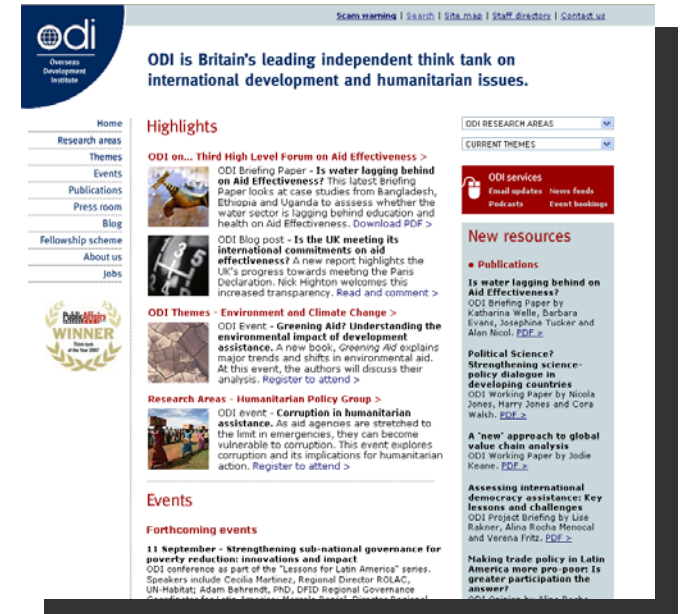 Scam warning | Search | Site map | Staff directory | Contact us
odi
Overseas
Development
Institute
ODI is Britain's leading independent think tank on
international development and humanitarian issues.
Home
Research areas
Themes
Events
Publications
Press room
Blog
Fellowship scheme
About us
Jobs
PublicAffairs
WINNER
Think tank
of the Year 2007
Highlights
ODI on... Third High Level Forum on Aid Effectiveness >
ODI Briefing Paper - Is water lagging behind
on Aid Effectiveness? This latest Briefing
Paper looks at case studies from Bangladesh,
Ethiopia and Uganda to asssess whether the
water sector is lagging behind education and
health on Aid Effectiveness. Download PDF >
ODI Blog post - Is the UK meeting its
international commitments on aid
effectiveness? A new report highlights the
UK's progress towards meeting the Paris
Declaration. Nick Highton welcomes this
increased transparency. Read and comment >
ODI Themes - Environment and Climate Change >
ODI Event - Greening Aid? Understanding the
environmental impact of development
assistance. A new book, Greening Aid explains
major trends and shifts in environmental aid.
At this event, the authors will discuss their
analysis. Register to attend >
Research Areas - Humanitarian Policy Group >
ODI event - Corruption in humanitarian
assistance. As aid agencies are stretched to
the limit in emergencies, they can become
vulnerable to corruption. This event explores
corruption and its implications for humanitarian
action. Register to attend >
Events
Forthcoming events
11 September - Strengthening sub-national governance for
poverty reduction: innovations and impact
ODI conference as part of the "Lessons for Latin America" series.
Speakers include Cecilia Martinez, Regional Director ROLAC,
UN-Habitat; Adam Behrendt, PhD, DFID Regional Governance
ODI RESEARCH AREAS
CURRENT THEMES
ODI services
Email updates News feeds
Podcasts Event bookings
New resources
Publications
Is water lagging behind on
Aid Effectiveness?
ODI Briefing Paper by
Katharina Welle, Barbara
Evans, Josephine Tucker and
Alan Nicol. PDF >
Political Science?
Strengthening science-
policy dialogue in
developing countries
ODI Working Paper by Nicola
Jones, Harry Jones and Cora
Walsh. PDF >
A 'new' approach to global
value chain analysis
ODI Working Paper by Jodie
Keane. PDF >
Assessing international
democracy assistance: Key
lessons and challenges
ODI Project Briefing by Lise
Rakner, Alina Rocha Menocal
and Verena Fritz. PDF >
Making trade policy in Latin
America more pro-poor: Is
greater participation the
answer?